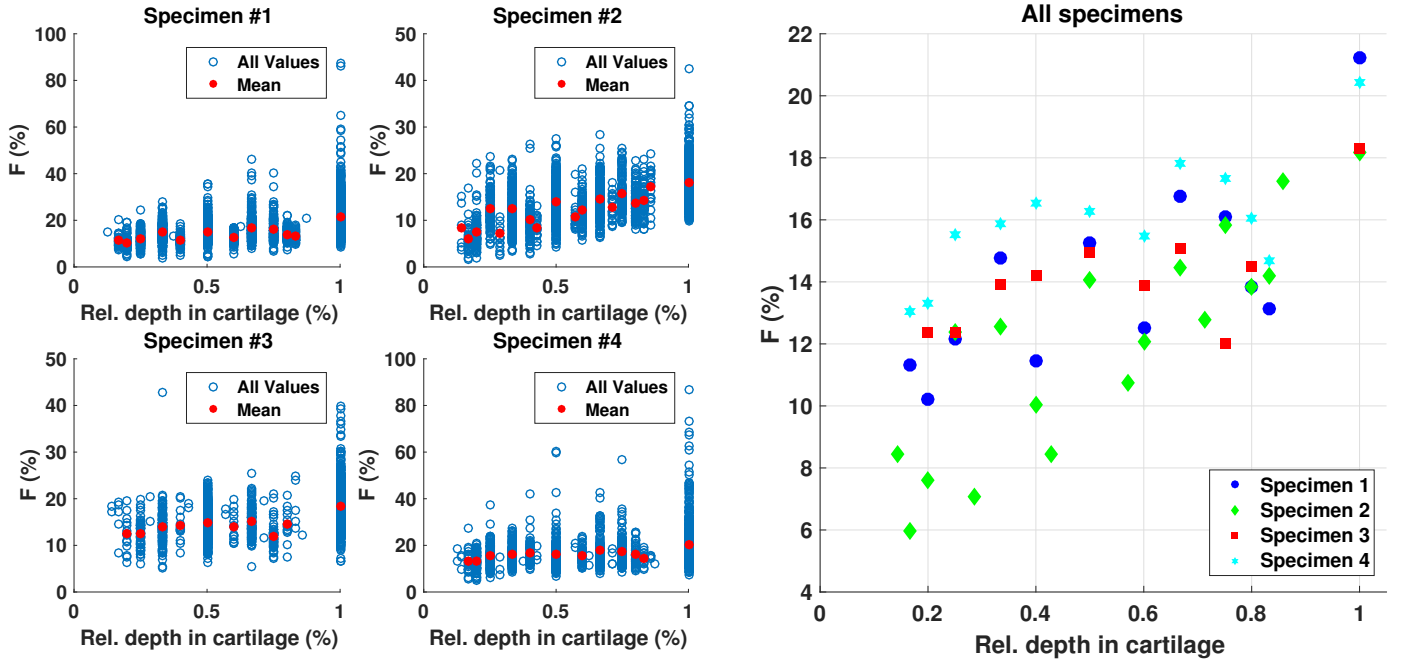 Specimen #1
100
80
60
40
20
0
F (%)
All Values
Mean
0
0.5
1
Rel. depth in cartilage (%)
Specimen #2
50
40
30
20
10
0
F (%)
All Values
Mean
0
0.5
1
Rel. depth in cartilage (%)
Specimen #3
50
40
30
20
10
0
F (%)
All Values
Mean
0
0.5
1
Rel. depth in cartilage (%)
Specimen #4
100
80
60
40
20
0
F (%)
All Values
Mean
0
0.5
1
Rel. depth in cartilage (%)
All specimens
22
20
18
16
14
12
10
8
6
4
F (%)
Specimen 1
Specimen 2
Specimen 3
Specimen 4
0
0.2
0.4
0.6
0.8
1
Rel. depth in cartilage